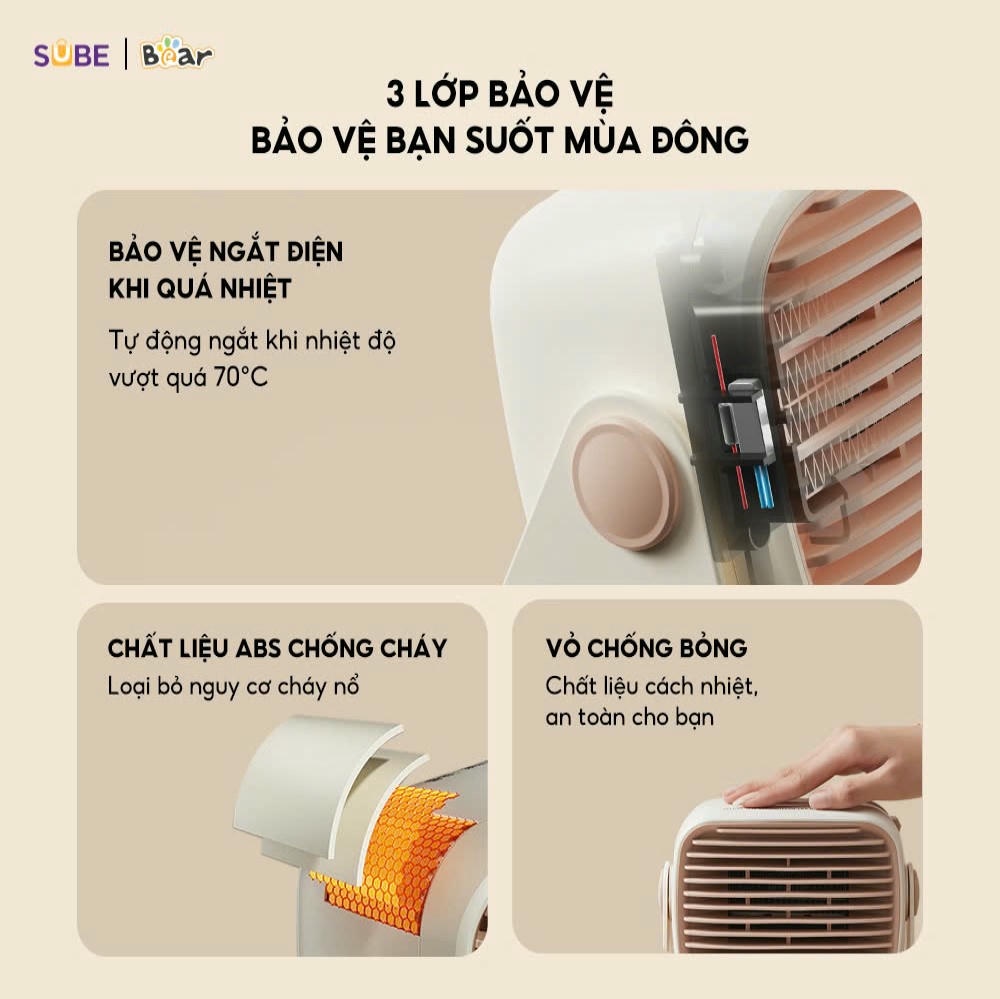 SUBE | Bear
3 LỚP BẢO VỆ
BẢO VỆ BẠN SUỐT MÙA ĐÔNG
BẢO VỆ NGẮT ĐIỆN
KHI QUÁ NHIỆT
Tự động ngắt khi nhiệt độ
vượt quá 70°C
CHẤT LIỆU ABS CHỐNG CHÁY
Loại bỏ nguy cơ cháy nổ
VỎ CHỐNG BỎNG
Chất liệu cách nhiệt,
an toàn cho bạn